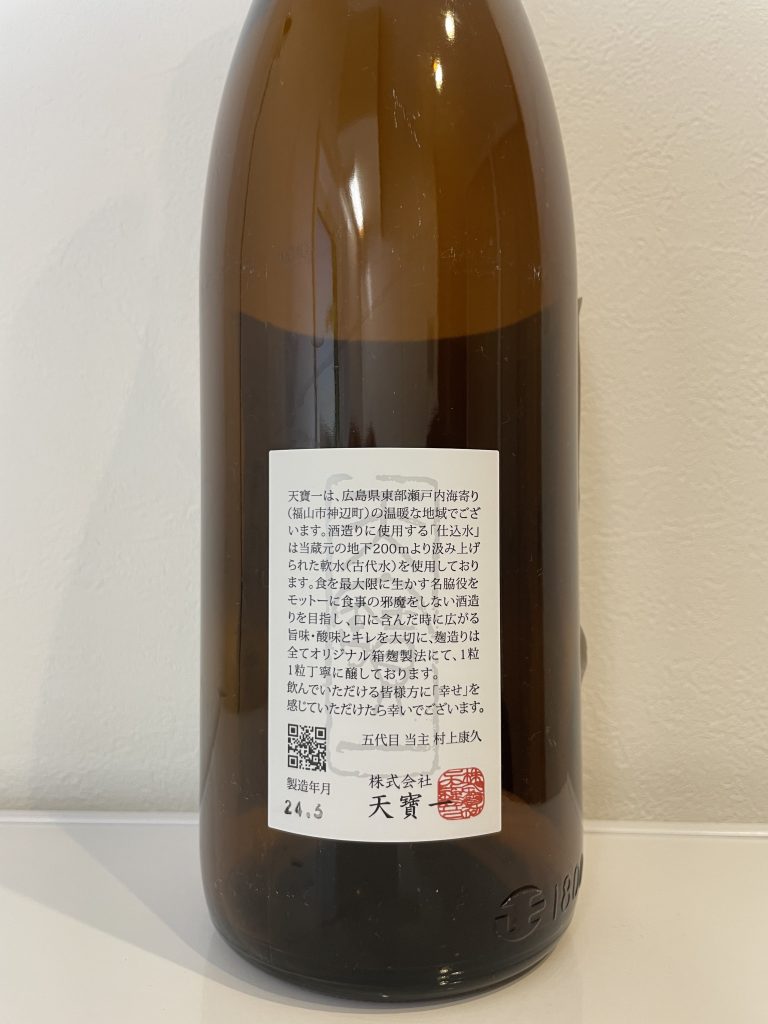 天寶一は、広島県東部瀬戸内海寄り
(福山市神辺町)の温暖な地域でござ
います。酒造りに使用する「仕込水」
は当蔵元の地下200mより汲み上げ
られた軟水(古代水)を使用しており
ます。食を最大限に生かす名脇役を
モットーに食事の邪魔をしない酒造
りを目指し、口に含んだ時に広がる
旨味・酸味とキレを大切に、麹造りは
全てオリジナル箱麹製法にて、1粒
1粒丁寧に醸しております。
飲んでいただける皆様方に「幸せ」を
感じていただけたら幸いでございます。
五代目 当主 村上康久
製造年月
株式会社
天寶一